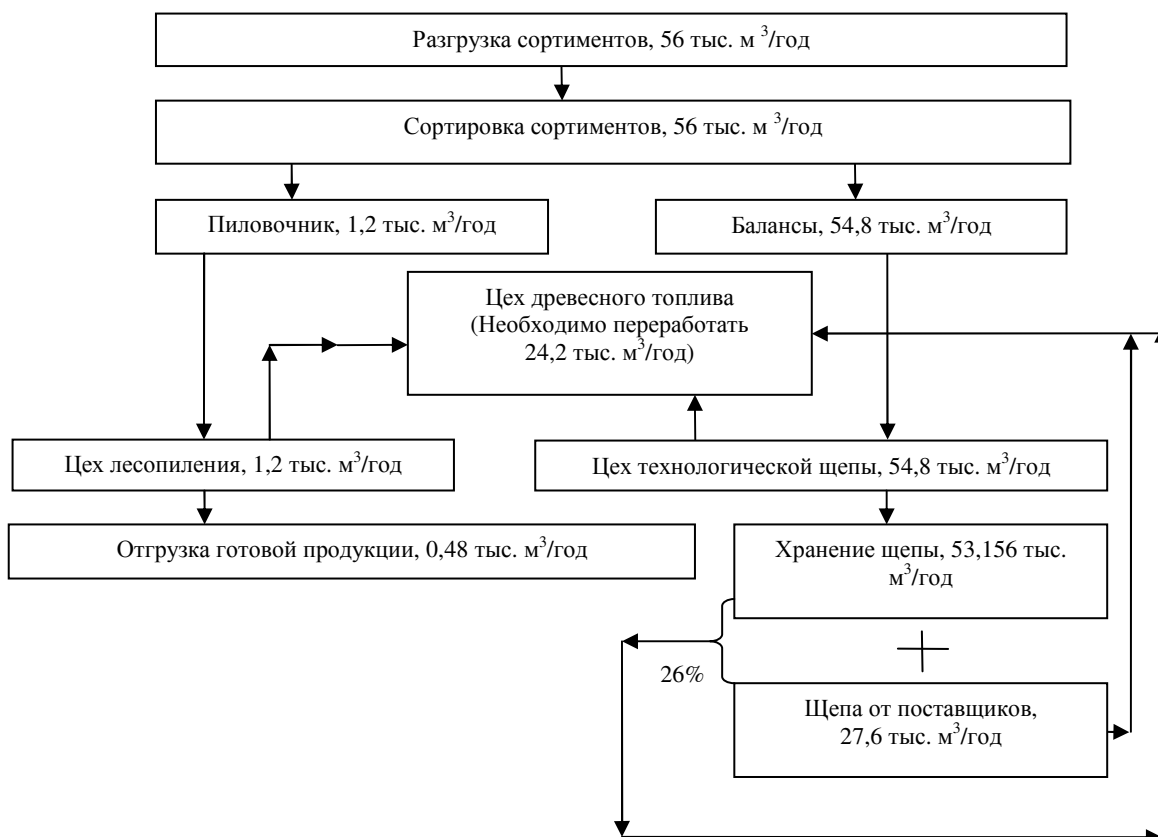 Разгрузка сортиментов, 56 тыс. м ³/год
Сортировка сортиментов, 56 тыс. м ³/год
Пиловочник, 1,2 тыс. м³/год
Балансы, 54,8 тыс. м³/год
Цех древесного топлива
(Необходимо переработать
24,2 тыс. м³/год)
Цех лесопиления, 1,2 тыс. м³/год
Цех технологической щепы, 54,8 тыс. м³/год
Отгрузка готовой продукции, 0,48 тыс. м³/год
Хранение щепы, 53,156 тыс.
м³/год
26%
Щепа от поставщиков,
27,6 тыс. м³/год